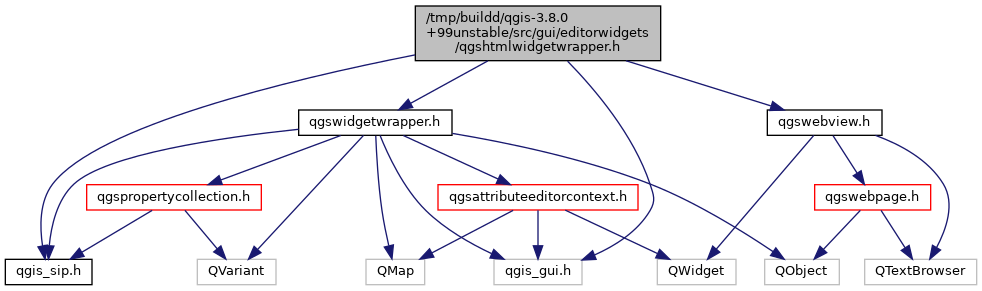 /tmp/buildd/qgis-3.8.0
+99unstable/src/gui/editorwidgets
/qgshtmlwidgetwrapper.h
qgswidgetwrapper.h
qgswebview.h
qgspropertycollection.h
qgsattributeeditorcontext.h
qgswebpage.h
qgis_sip.h
QVariant
QMap
qgis_gui.h
QWidget
QObject
QTextBrowser